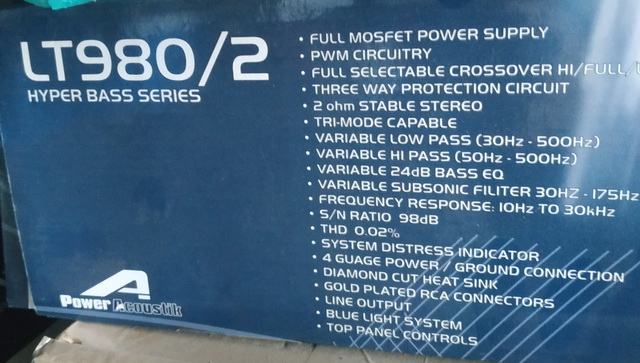 LT980/2
HYPER BASS SERIES
• FULL MOSFET POWER SUPPLY
• PWM CIRCUITRY
• FULL SELECTABLE CROSSOVER HI/FULL,
• THREE WAY PROTECTION CIRCUIT
• 2 ohm STABLE STEREO
• TRI-MODE CAPABLE
• VARIABLE LOW PASS (30Hz - 500Hz)
• VARIABLE HI PASS (50Hz - 500Hz)
• VARIABLE 24dB BASS EQ
• VARIABLE SUBSONIC FILITER 30HZ - 175Hz
• FREQUENCY RESPONSE: 10Hz TO 30kHz
• S/N RATIO 98dB
• THD 0.02%
• SYSTEM DISTRESS INDICATOR
• 4 GUAGE POWER / GROUND CONNECTION
• DIAMOND CUT HEAT SINK
• GOLD PLATED RCA CONNECTORS
• LINE OUTPUT
• BLUE LIGHT SYSTEM
• TOP PANEL CONTROLS
Power Acoustik